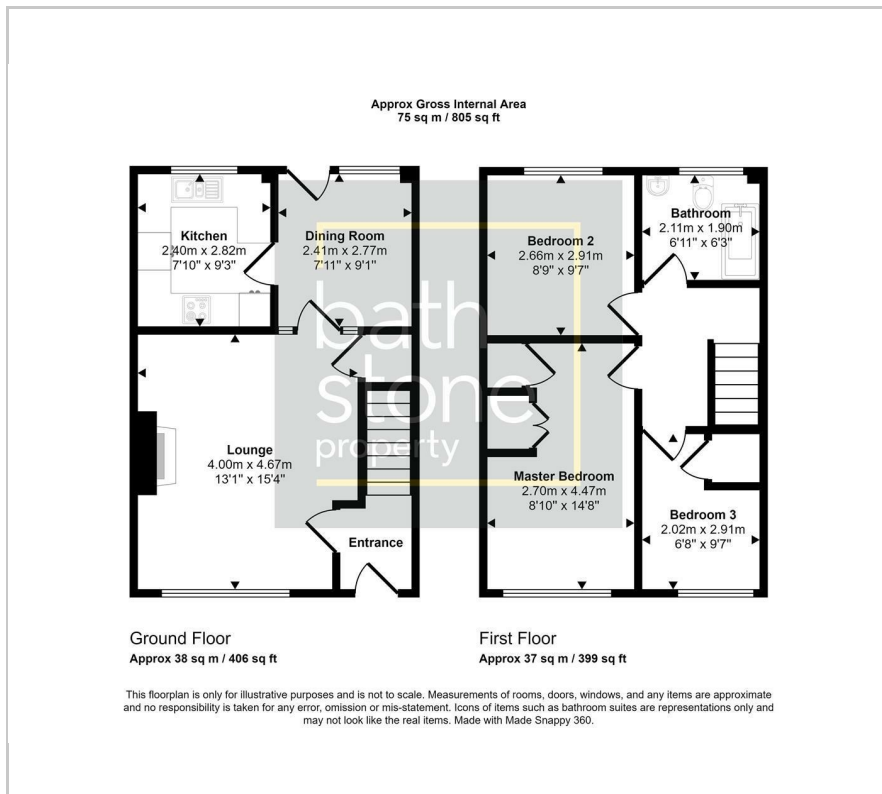 Approx Gross Internal Area
75 sq m / 805 sq ft
Kitchen
2.40m x 2.82m
7'10" x 9'3"
Dining Room
2.41m x 2.77m
7'11" x 9'1"
Lounge
4.00m x 4.67m
13'1" x 15'4"
Entrance
Bedroom 2
2.66m x 2.91m
8'9" x 9'7"
Bathroom
2.11m x 1.90m
6'11" x 6'3"
Master Bedroom
2.70m x 4.47m
8'10" x 14'8"
Bedroom 3
2.02m x 2.91m
6'8" x 9'7"
bath
stone
property
Ground Floor
Approx 38 sq m / 406 sq ft
First Floor
Approx 37 sq m / 399 sq ft
This floorplan is only for illustrative purposes and is not to scale. Measurements of rooms, doors, windows, and any items are approximate
and no responsibility is taken for any error, omission or mis-statement. Icons of items such as bathroom suites are representations only and
may not look like the real items. Made with Made Snappy 360.